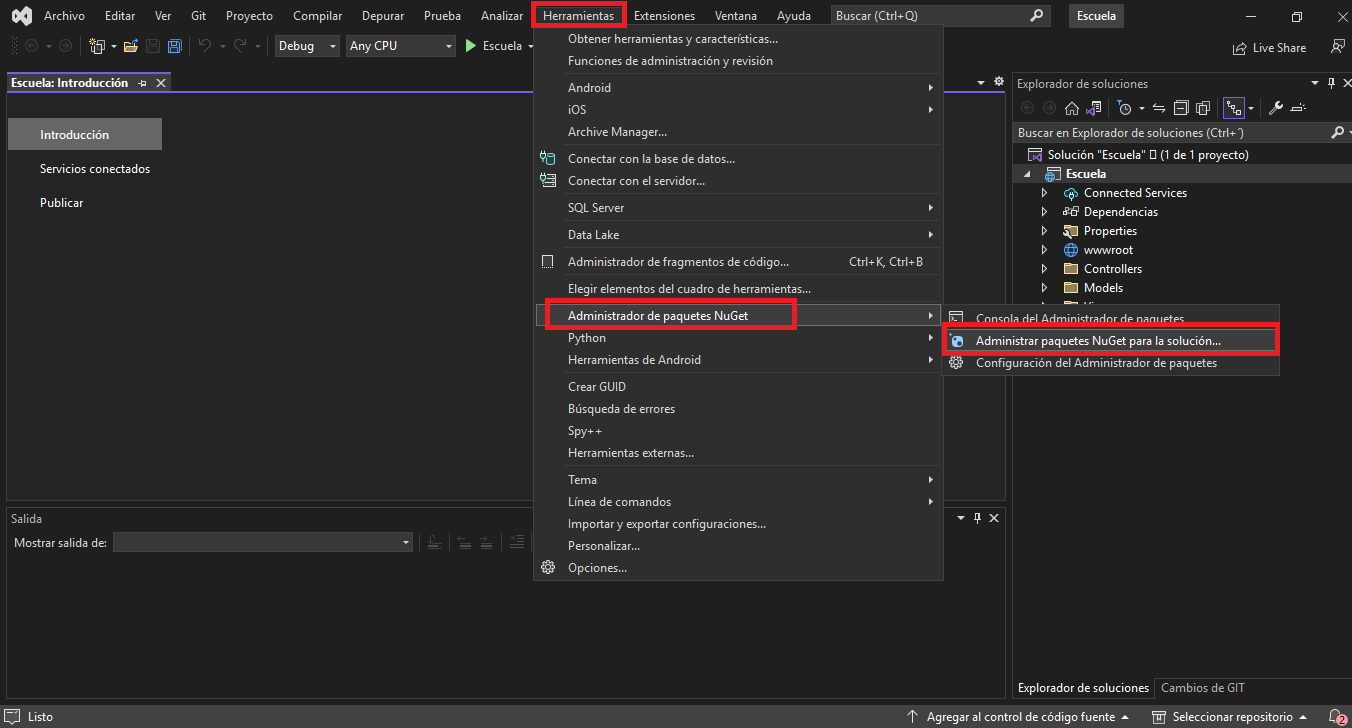 Archivo Editar Ver Git Proyecto Compilar Depurar Prueba Analizar Herramientas Extensiones Ventana Ayuda Buscar (Ctrl+Q) Escuela
Debug Any CPU Escuela Live Share
Escuela: Introducción
Introducción
Servicios conectados
Publicar
Obtener herramientas y características...
Funciones de administración y revisión
Android
iOS
Archive Manager...
Conectar con la base de datos...
Conectar con el servidor...
SQL Server
Data Lake
Administrador de fragmentos de código... Ctrl+K, Ctrl+B
Elegir elementos del cuadro de herramientas...
Administrador de paquetes NuGet
Python
Herramientas de Android
Crear GUID
Búsqueda de errores
Spy++
Herramientas externas...
Tema
Línea de comandos
Importar y exportar configuraciones...
Personalizar...
Opciones...
Consola del Administrador de paquetes
Administrar paquetes NuGet para la solución...
Configuración del Administrador de paquetes
Explorador de soluciones
Buscar en Explorador de soluciones (Ctrl+´)
Solución "Escuela" (1 de 1 proyecto)
Escuela
Connected Services
Dependencias
Properties
wwwroot
Controllers
Models
Salida
Mostrar salida de:
Explorador de soluciones Cambios de GIT
Listo Agregar al control de código fuente Seleccionar repositorio 2